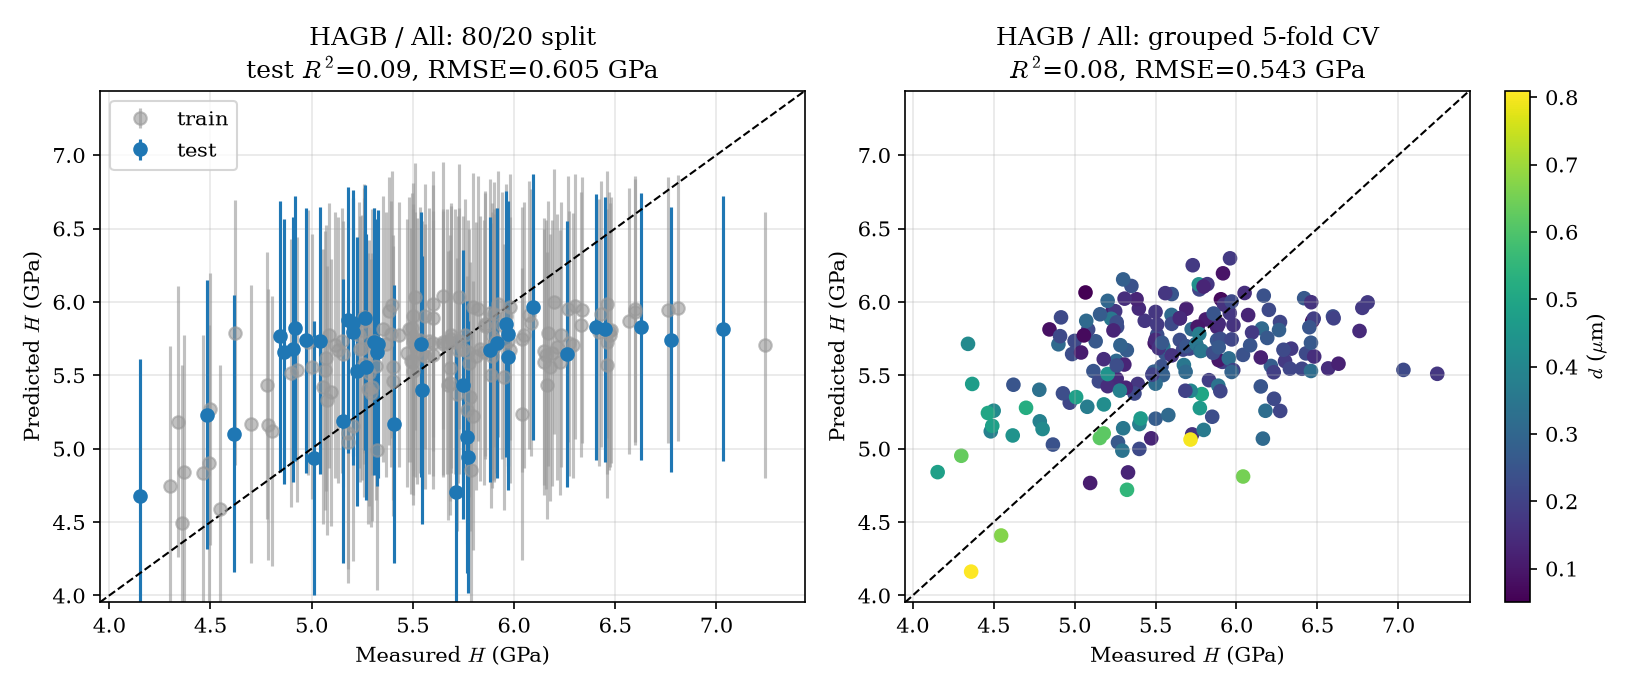 HAGB / All: 80/20 split
test R²=0.09, RMSE=0.605 GPa
train
test
7.0
6.5
6.0
5.5
5.0
4.5
4.0
Predicted H (GPa)
4.0 4.5 5.0 5.5 6.0 6.5 7.0
Measured H (GPa)
HAGB / All: grouped 5-fold CV
R²=0.08, RMSE=0.543 GPa
7.0
6.5
6.0
5.5
5.0
4.5
4.0
Predicted H (GPa)
4.0 4.5 5.0 5.5 6.0 6.5 7.0
Measured H (GPa)
0.8
0.7
0.6
0.5
0.4
0.3
0.2
0.1
d (μm)